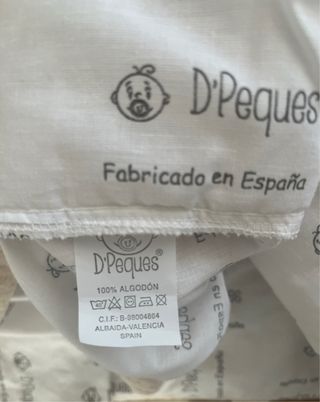 D'Peques
Fabricado en España
D'Peques®
100% ALGODÓN
C.I.F.: B-98004864
ALBAIDA-VALENCIA
SPAIN